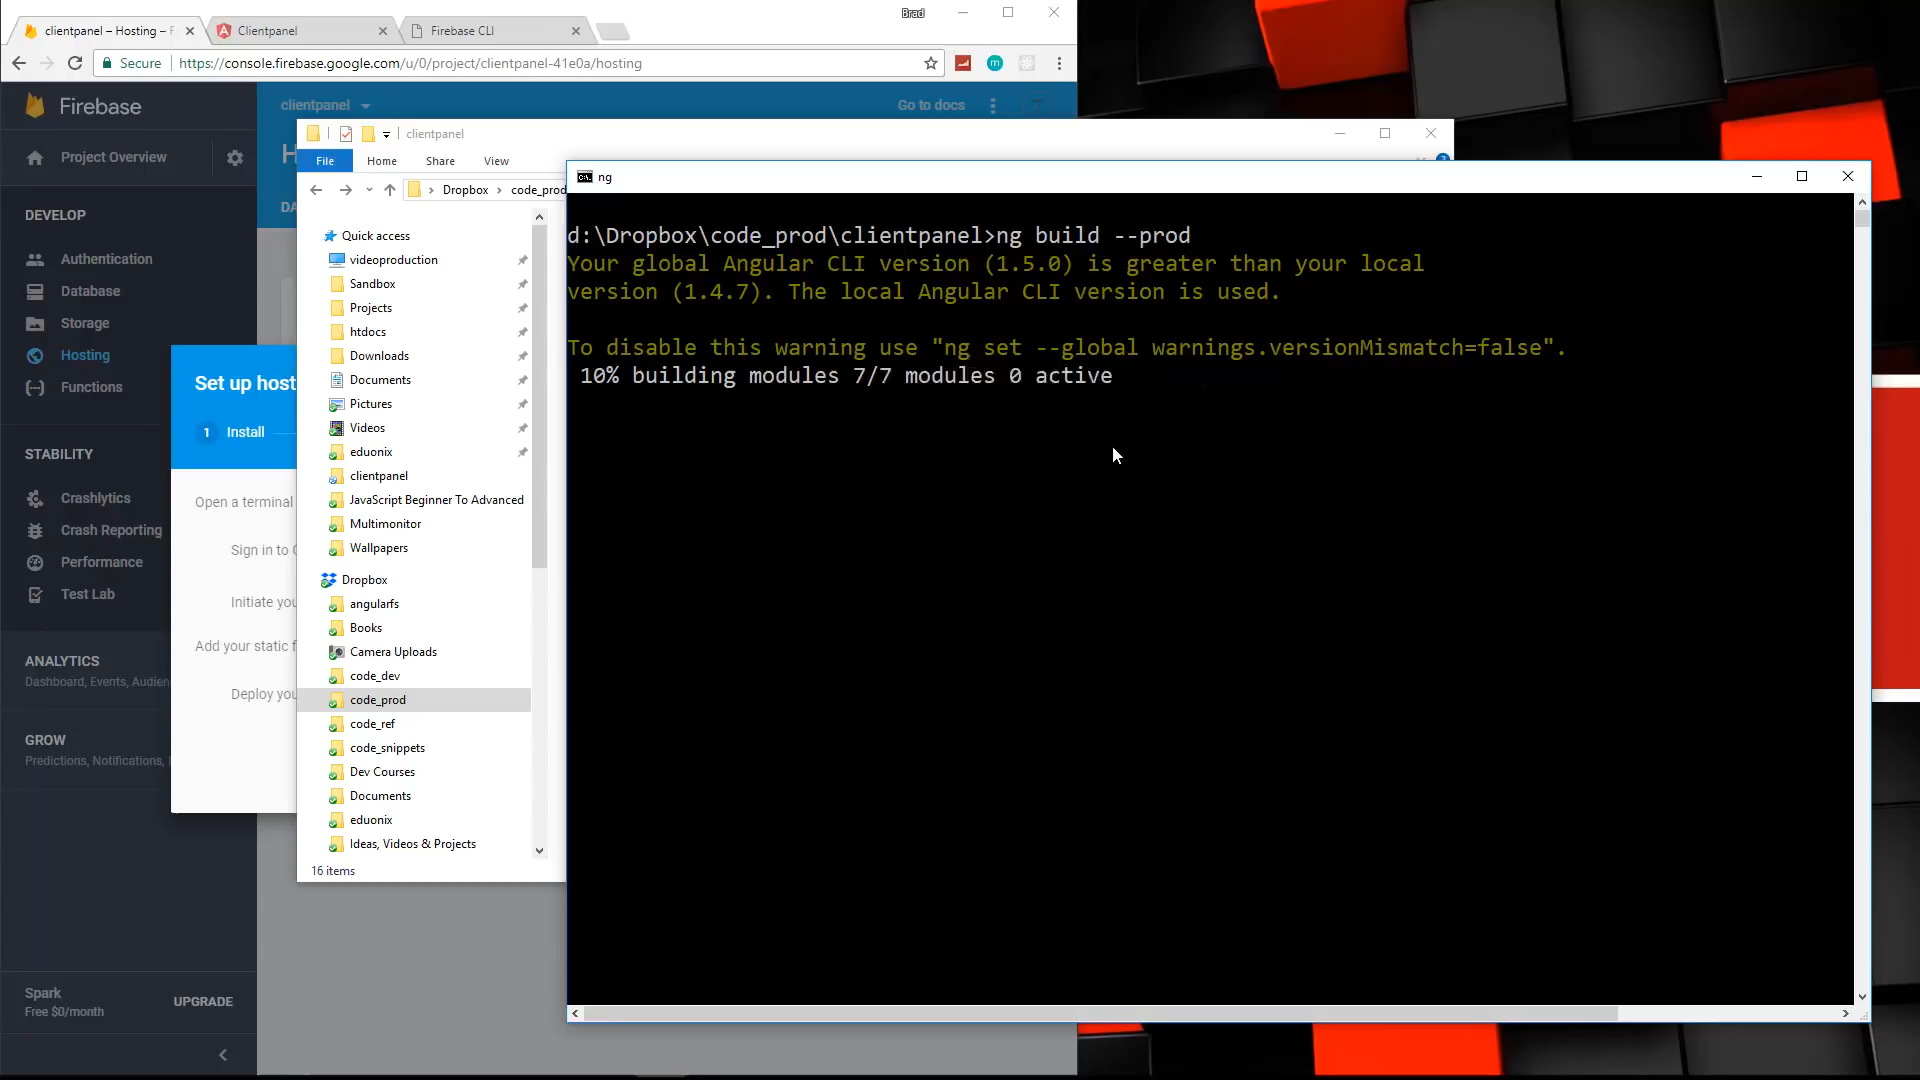 Brad
clientpanel – Hosting – F
Clientpanel
Firebase CLI
Secure
https://console.firebase.google.com/u/0/project/clientpanel-41e0a/hosting
Firebase
clientpanel
Go to docs
Project Overview
H
DA
DEVELOP
Authentication
Database
Storage
Hosting
Functions
STABILITY
Crashlytics
Crash Reporting
Performance
Test Lab
ANALYTICS
Dashboard, Events, Audien
GROW
Predictions, Notifications,
Spark
Free $0/month
UPGRADE
Set up host
1 Install
Open a terminal
Sign in to
Initiate you
Add your static f
Deploy you
clientpanel
File
Home
Share
View
Dropbox
code_prod
Quick access
videoproduction
Sandbox
Projects
htdocs
Downloads
Documents
Pictures
Videos
eduonix
clientpanel
JavaScript Beginner To Advanced
Multimonitor
Wallpapers
Dropbox
angularfs
Books
Camera Uploads
code_dev
code_prod
code_ref
code_snippets
Dev Courses
Documents
eduonix
Ideas, Videos & Projects
16 items
C:\.
ng
d:\Dropbox\code_prod\clientpanel>ng build --prod
Your global Angular CLI version (1.5.0) is greater than your local
version (1.4.7). The local Angular CLI version is used.
To disable this warning use "ng set --global warnings.versionMismatch=false".
10% building modules 7/7 modules 0 active